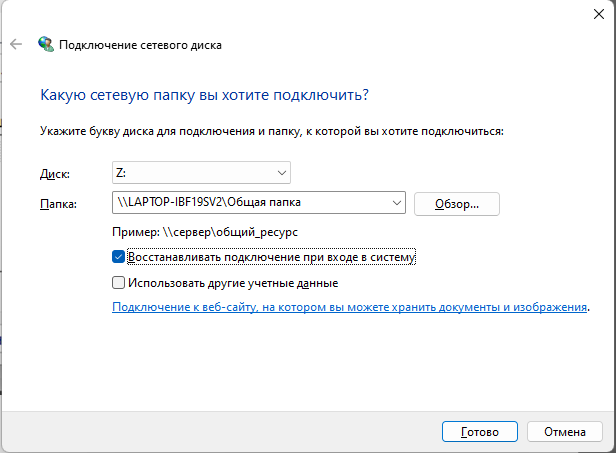 Подключение сетевого диска
Какую сетевую папку вы хотите подключить?
Укажите букву диска для подключения и папку, к которой вы хотите подключиться:
Диск: Z:
Папка: \\LAPTOP-IBF19SV2\Общая папка Обзор...
Пример: \\сервер\общий_ресурс
Восстанавливать подключение при входе в систему
Использовать другие учетные данные
Подключение к веб-сайту, на котором вы можете хранить документы и изображения.
Готово Отмена